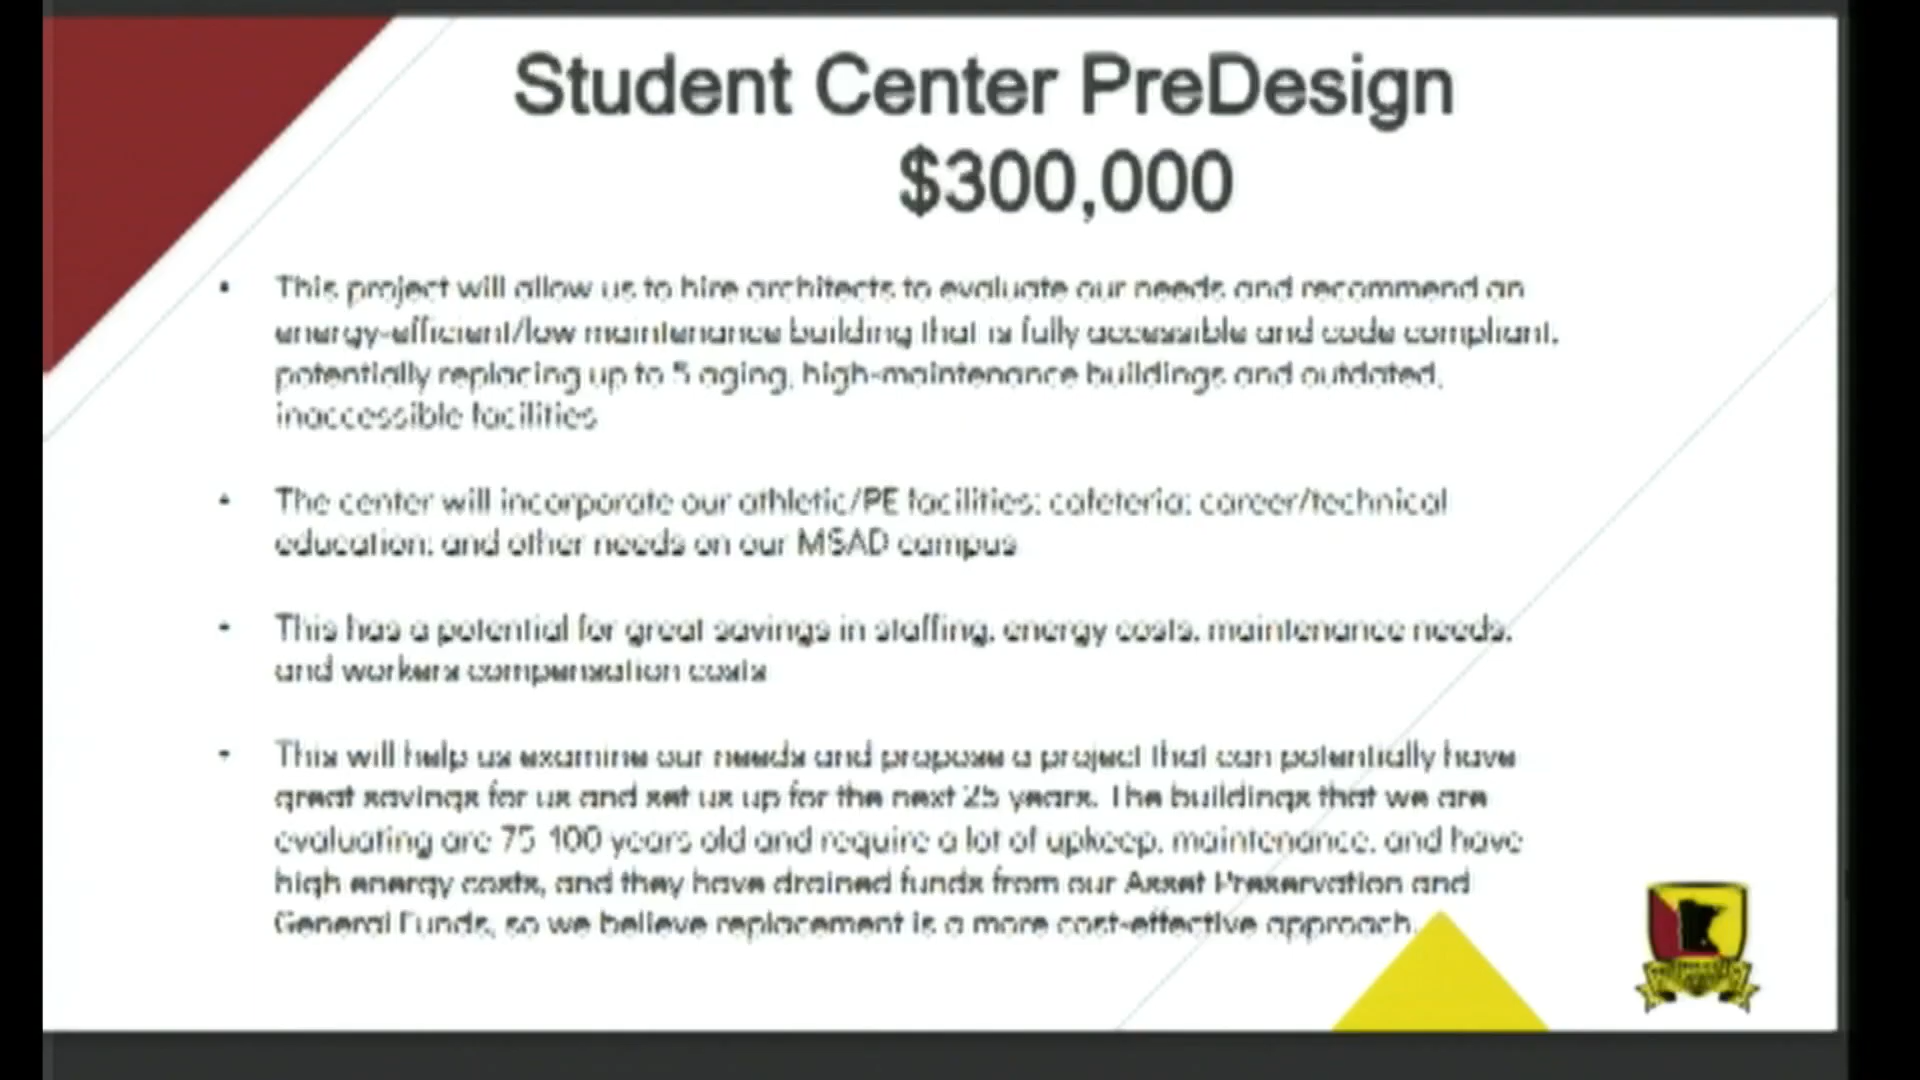 Student Center PreDesign
$300,000
• This project will allow us to hire architects to evaluate our needs and recommend an
energy-efficient/low maintenance building that is fully accessible and code compliant,
potentially replacing up to 5 aging, high-maintenance buildings and outdated,
inaccessible facilities
• The center will incorporate our athletic/PE facilities; cafeteria; career/technical
education; and other needs on our MSAD campus
• This has a potential for great savings in staffing, energy costs, maintenance needs,
and workers compensation costs
• This will help us examine our needs and propose a project that can potentially have
great savings for us and set us up for the next 25 years. The buildings that we are
evaluating are 75-100 years old and require a lot of upkeep, maintenance, and have
high energy costs, and they have drained funds from our Asset Preservation and
General Funds, so we believe replacement is a more cost-effective approach.